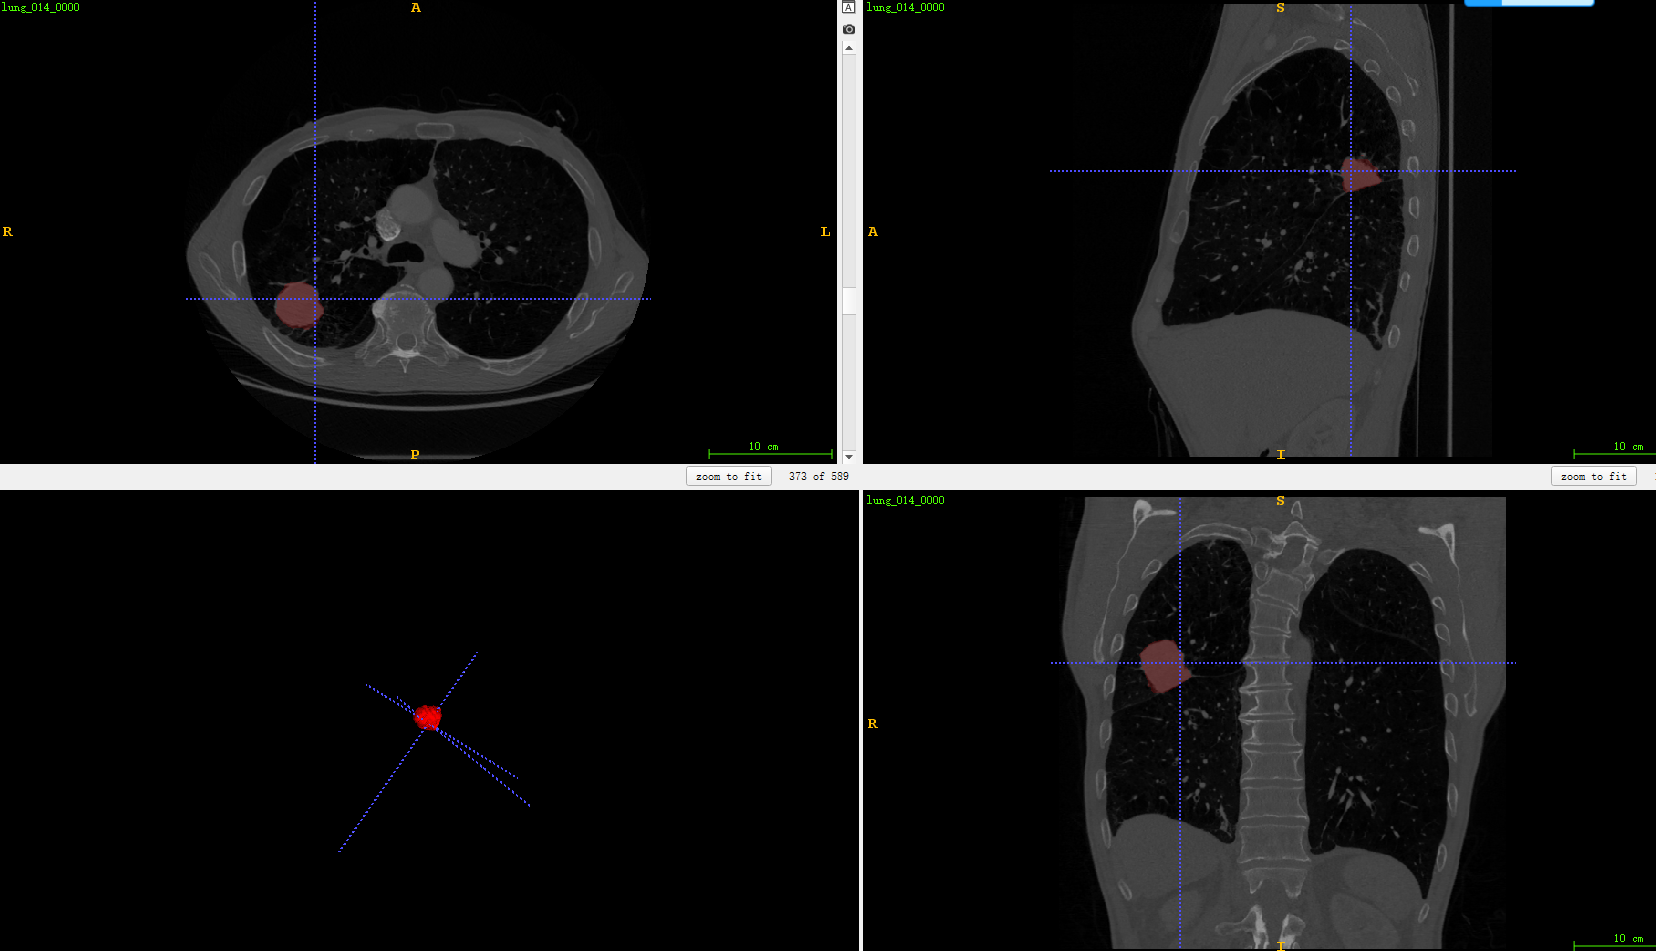 lung_014_0000
A
A
R
L
10 cm
P
zoom to fit
373 of 589
lung_014_0000
S
A
10 cm
I
zoom to fit
lung_014_0000
S
R
10 cm
I